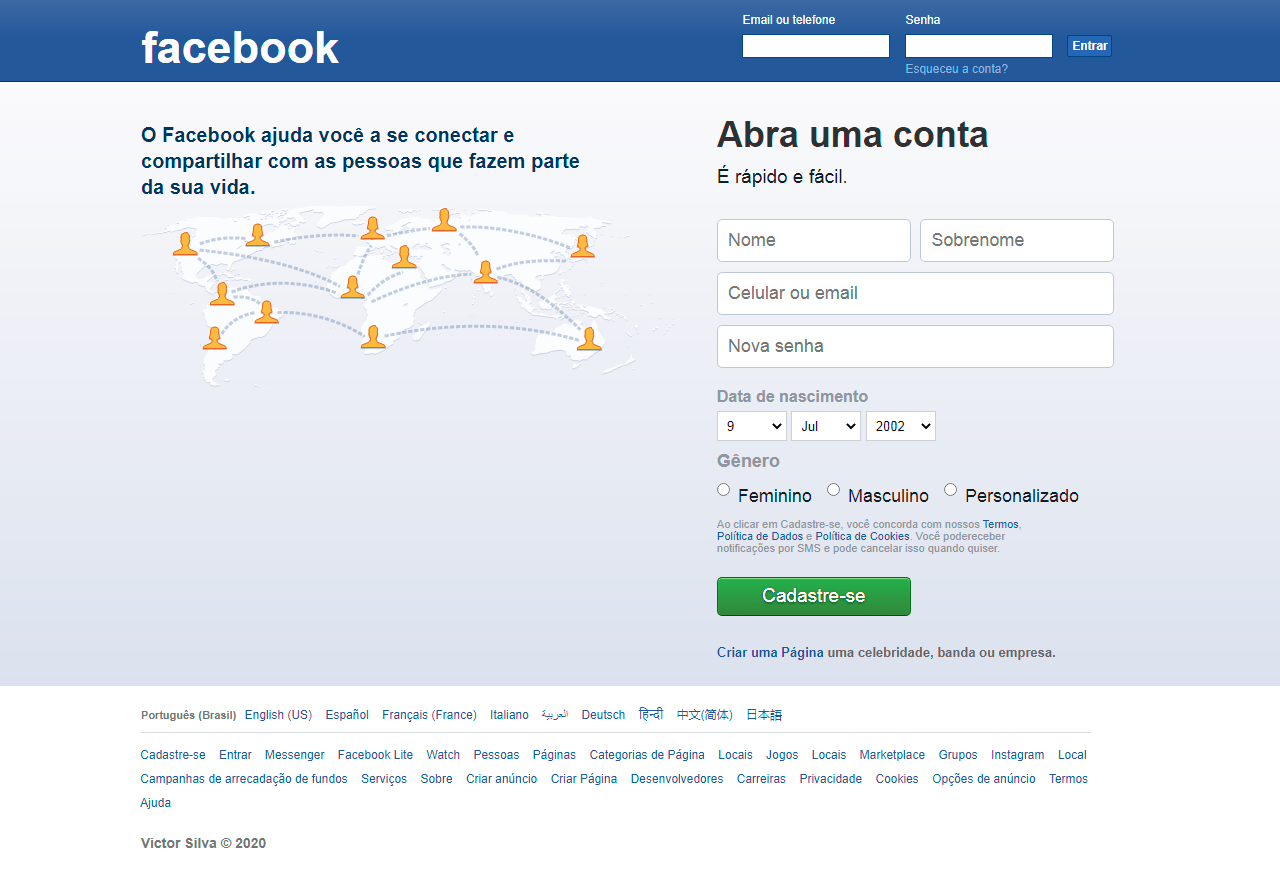 facebook
Email ou telefone
Senha
Entrar
Esqueceu a conta?
O Facebook ajuda você a se conectar e
compartilhar com as pessoas que fazem parte
da sua vida.
Abra uma conta
É rápido e fácil.
Nome
Sobrenome
Celular ou email
Nova senha
Data de nascimento
9 Jul 2002
Gênero
Feminino Masculino Personalizado
Ao clicar em Cadastre-se, você concorda com nossos Termos,
Política de Dados e Política de Cookies. Você podereceber
notificações por SMS e pode cancelar isso quando quiser.
Cadastre-se
Criar uma Página uma celebridade, banda ou empresa.
Português (Brasil) English (US) Español Français (France) Italiano العربية Deutsch हिन्दी 中文(简体) 日本語
Cadastre-se Entrar Messenger Facebook Lite Watch Pessoas Páginas Categorias de Página Locais Jogos Locais Marketplace Grupos Instagram Local
Campanhas de arrecadação de fundos Serviços Sobre Criar anúncio Criar Página Desenvolvedores Carreiras Privacidade Cookies Opções de anúncio Termos
Ajuda
Victor Silva © 2020